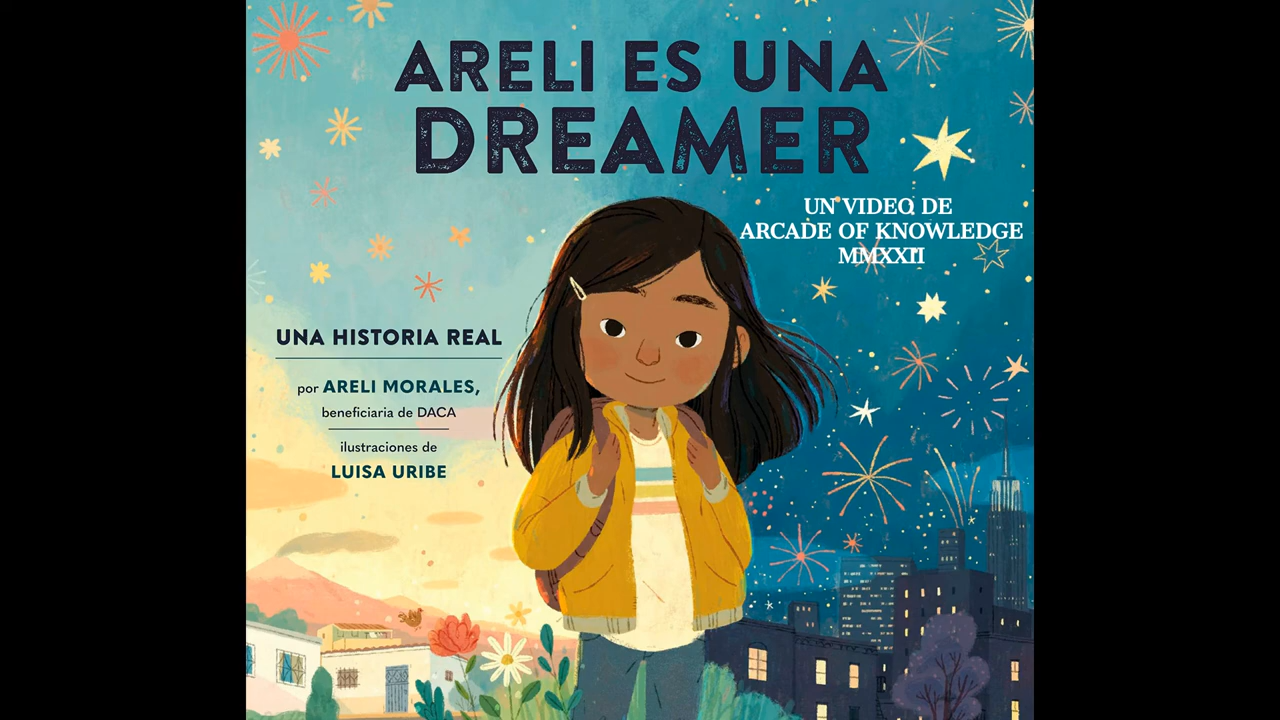 ARELI ES UNA
DREAMER
UN VIDEO DE
ARCADE OF KNOWLEDGE
MMXXII
UNA HISTORIA REAL
por ARELI MORALES,
beneficiaria de DACA
ilustraciones de
LUISA URIBE